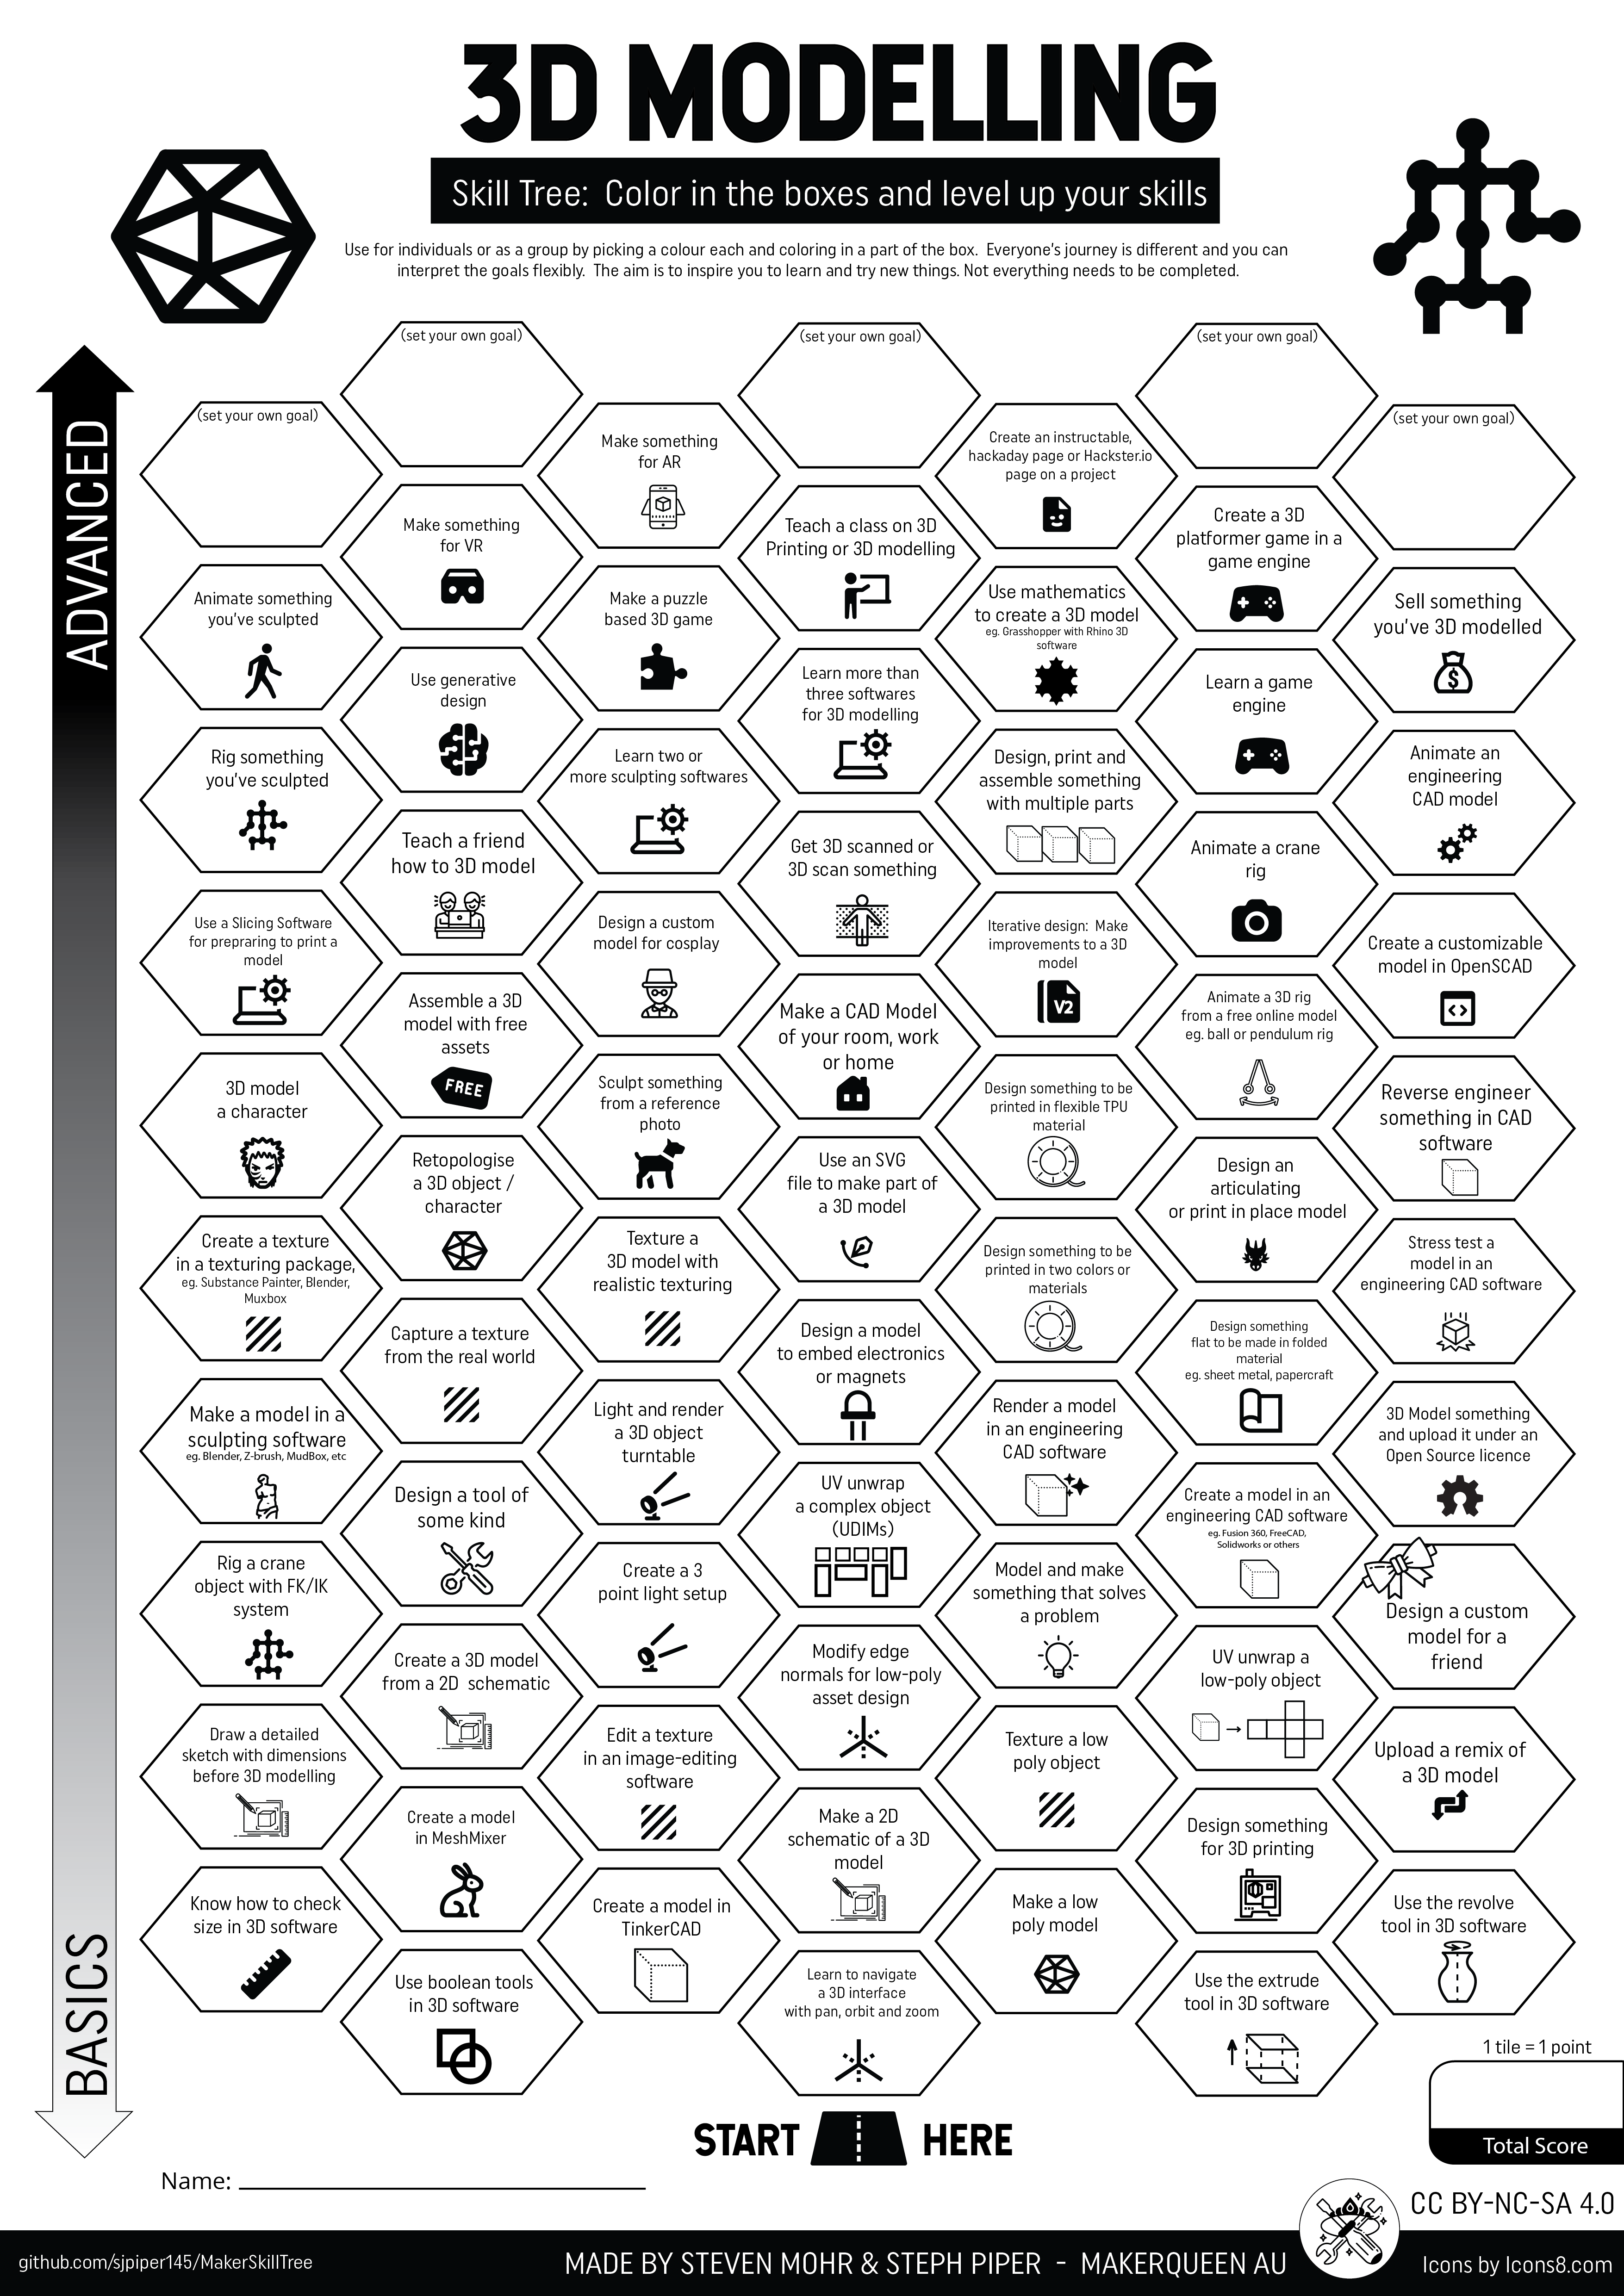 3D MODELLING
Skill Tree:  Color in the boxes and level up your skills
Use for individuals or as a group by picking a colour each and coloring in a part of the box.  Everyone's journey is different and you can
interpret the goals flexibly.  The aim is to inspire you to learn and try new things. Not everything needs to be completed.
ADVANCED
BASICS
(set your own goal)
(set your own goal)
(set your own goal)
(set your own goal)
(set your own goal)
Make something
for AR
Create an instructable,
hackaday page or Hackster.io
page on a project
Make something
for VR
Teach a class on 3D
Printing or 3D modelling
Create a 3D
platformer game in a
game engine
Animate something
you've sculpted
Make a puzzle
based 3D game
Use mathematics
to create a 3D model
eg. Grasshopper with Rhino 3D
software
Sell something
you've 3D modelled
Use generative
design
Learn more than
three softwares
for 3D modelling
Learn a game
engine
Rig something
you've sculpted
Learn two or
more sculpting softwares
Design, print and
assemble something
with multiple parts
Animate an
engineering
CAD model
Teach a friend
how to 3D model
Get 3D scanned or
3D scan something
Animate a crane
rig
Use a Slicing Software
for prepraring to print a
model
Design a custom
model for cosplay
Iterative design:  Make
improvements to a 3D
model
V2
Create a customizable
model in OpenSCAD
Assemble a 3D
model with free
assets
FREE
Make a CAD Model
of your room, work
or home
Animate a 3D rig
from a free online model
eg. ball or pendulum rig
3D model
a character
Sculpt something
from a reference
photo
Design something to be
printed in flexible TPU
material
Reverse engineer
something in CAD
software
Retopologise
a 3D object /
character
Use an SVG
file to make part of
a 3D model
Design an
articulating
or print in place model
Create a texture
in a texturing package,
eg. Substance Painter, Blender,
Muxbox
Texture a
3D model with
realistic texturing
Design something to be
printed in two colors or
materials
Stress test a
model in an
engineering CAD software
Capture a texture
from the real world
Design a model
to embed electronics
or magnets
Design something
flat to be made in folded
material
eg. sheet metal, papercraft
Make a model in a
sculpting software
eg. Blender, Z-brush, MudBox, etc
Light and render
a 3D object
turntable
Render a model
in an engineering
CAD software
3D Model something
and upload it under an
Open Source licence
Design a tool of
some kind
UV unwrap
a complex object
(UDIMs)
Create a model in an
engineering CAD software
eg. Fusion 360, FreeCAD,
Solidworks or others
Rig a crane
object with FK/IK
system
Create a 3
point light setup
Model and make
something that solves
a problem
Design a custom
model for a
friend
Create a 3D model
from a 2D  schematic
Modify edge
normals for low-poly
asset design
UV unwrap a
low-poly object
Draw a detailed
sketch with dimensions
before 3D modelling
Edit a texture
in an image-editing
software
Texture a low
poly object
Upload a remix of
a 3D model
Create a model
in MeshMixer
Make a 2D
schematic of a 3D
model
Design something
for 3D printing
Know how to check
size in 3D software
Create a model in
TinkerCAD
Make a low
poly model
Use the revolve
tool in 3D software
Use boolean tools
in 3D software
Learn to navigate
a 3D interface
with pan, orbit and zoom
Use the extrude
tool in 3D software
1 tile = 1 point
Total Score
START HERE
Name:
CC BY-NC-SA 4.0
github.com/sjpiper145/MakerSkillTree
MADE BY STEVEN MOHR & STEPH PIPER  -  MAKERQUEEN AU
Icons by Icons8.com